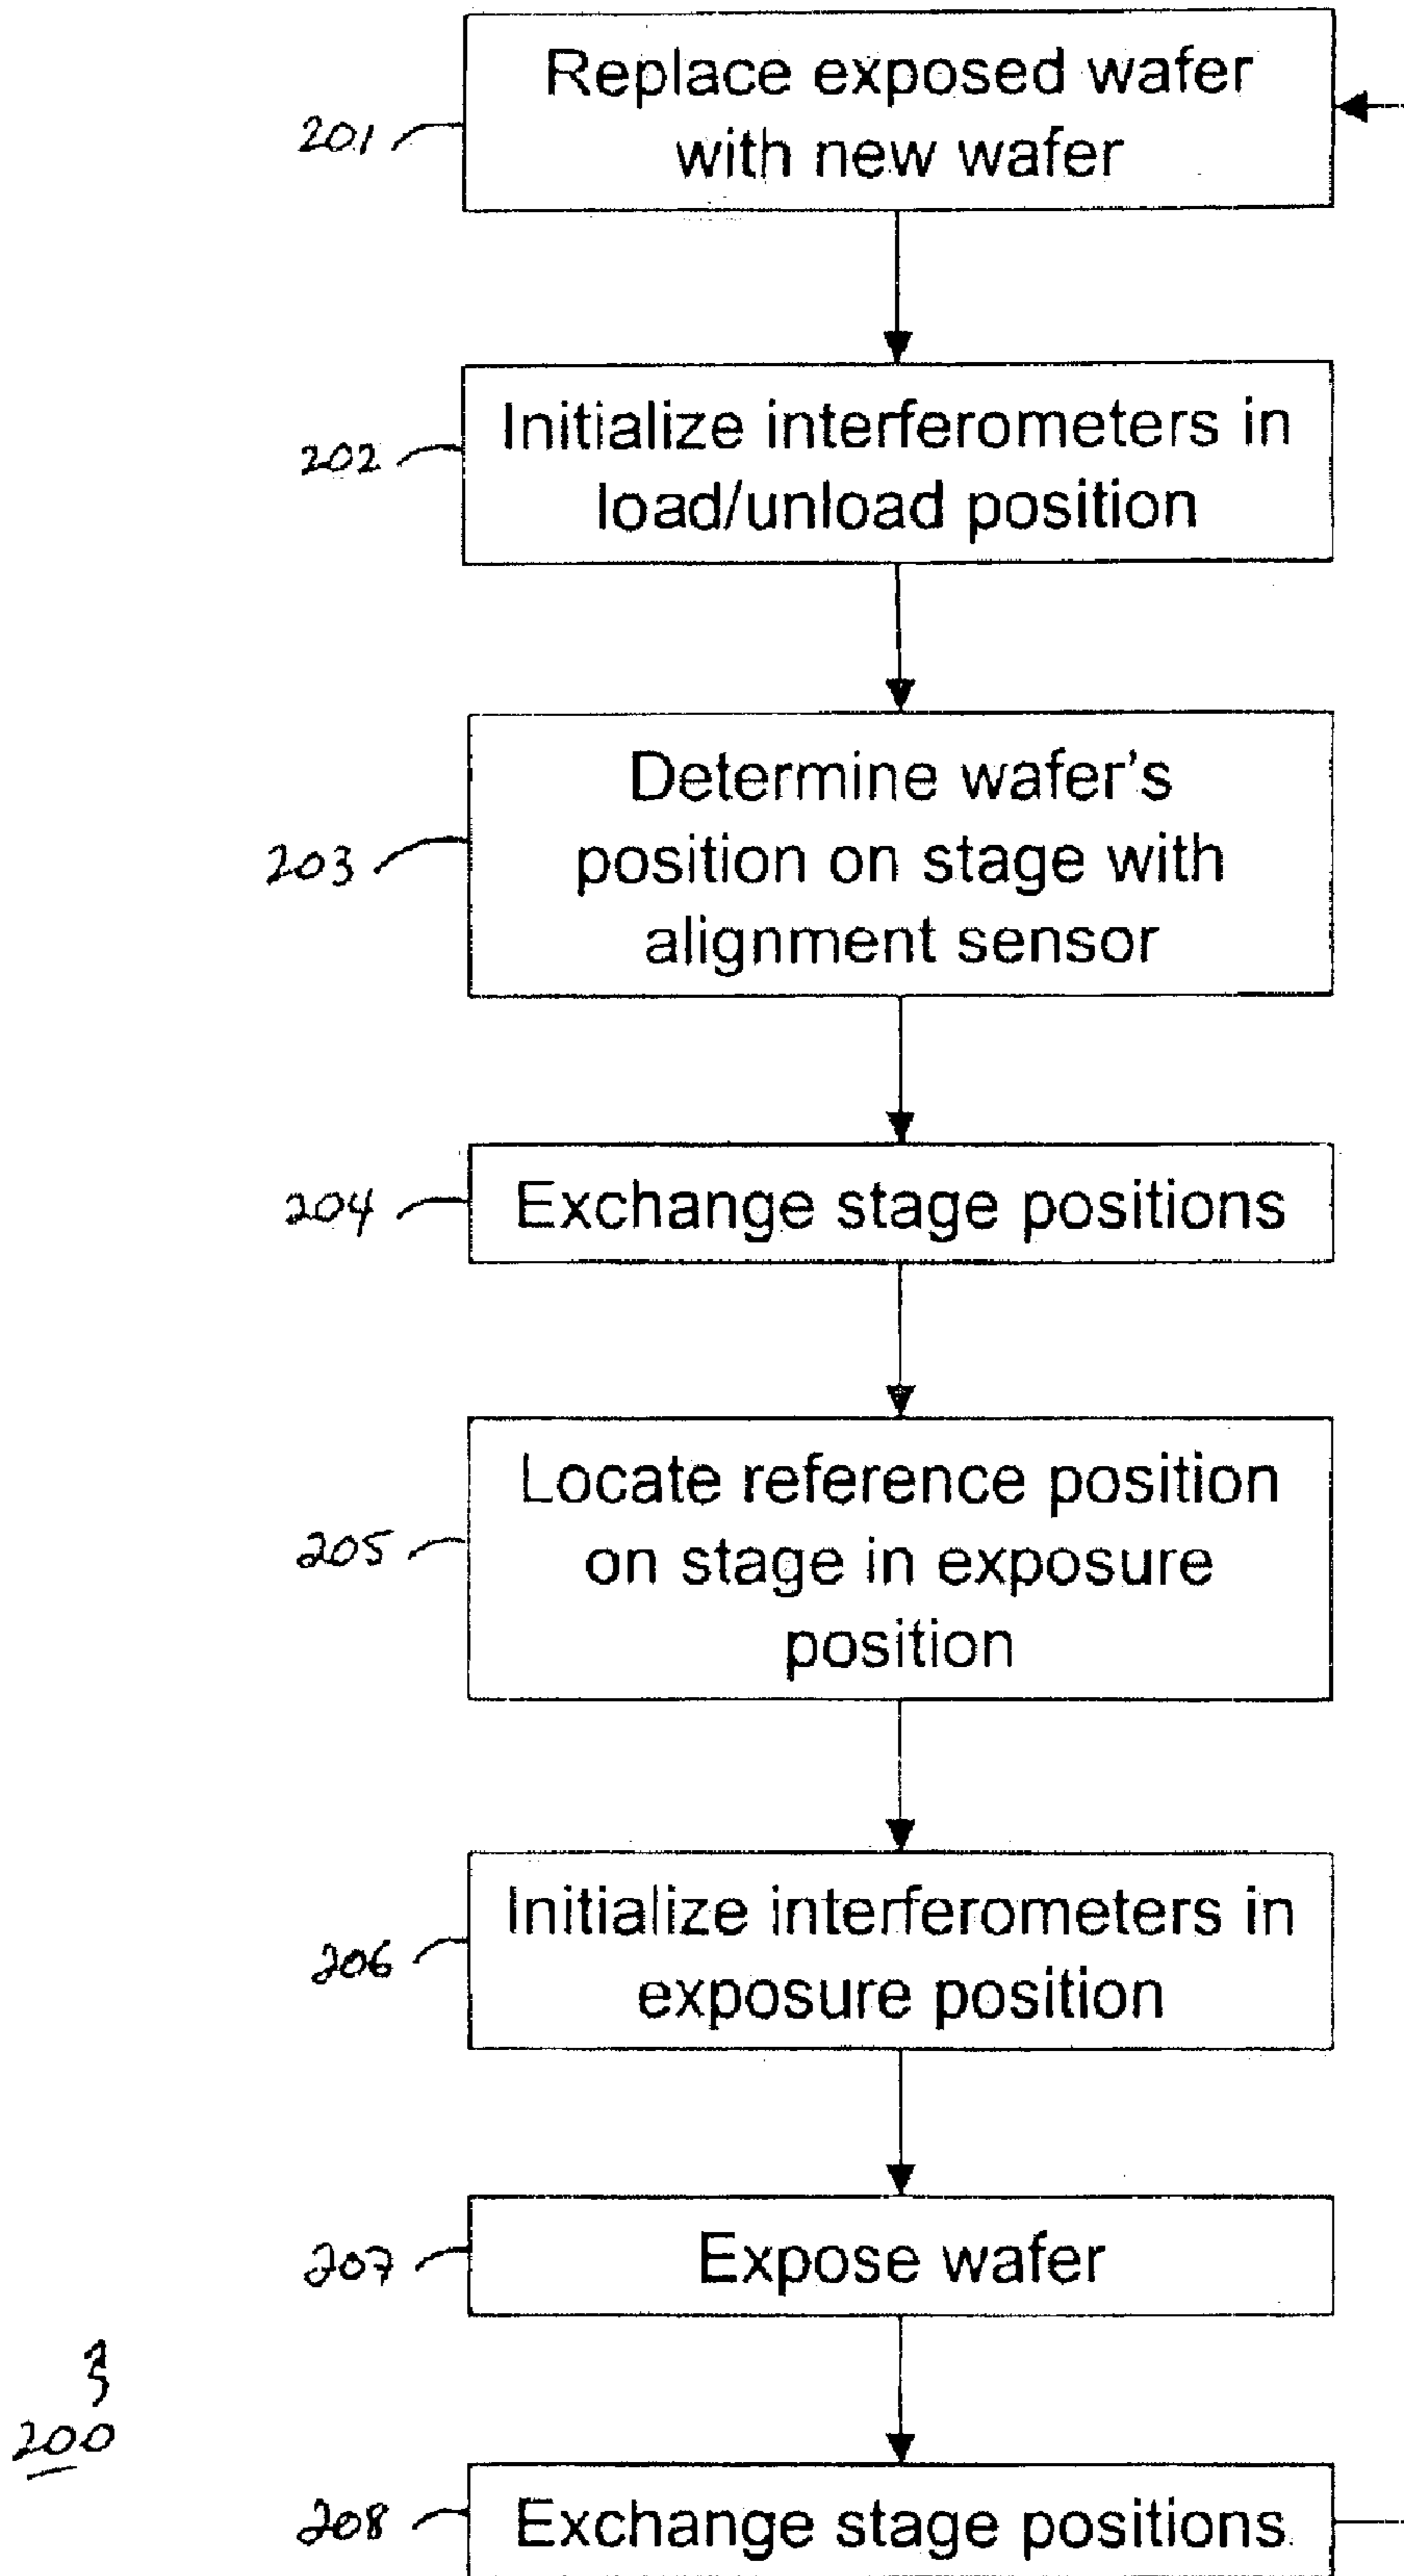 Replace exposed wafer
with new wafer
201
Initialize interferometers in
load/unload position
202
Determine wafer's
position on stage with
alignment sensor
203
Exchange stage positions
204
Locate reference position
on stage in exposure
position
205
Initialize interferometers in
exposure position
206
Expose wafer
207
200
Exchange stage positions
208